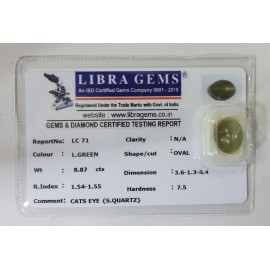 LIBRA GEMS
An ISO Certified Gems Company 9001 - 2015
Registered Under the Trade Marks with Govt. of India
website : www.libragems.co.in
GEMS & DIAMOND CERTIFIED TESTING REPORT
ReportNo: LC 71 Clarity : N/A
Colour : L.GREEN Shape/cut : OVAL
Wt : 8.87 cts Dimension : 3.6-1.3-8.4
R.Index : 1.54-1.55 Hardness : 7.5
Comment : CATS EYE {S.QUARTZ}